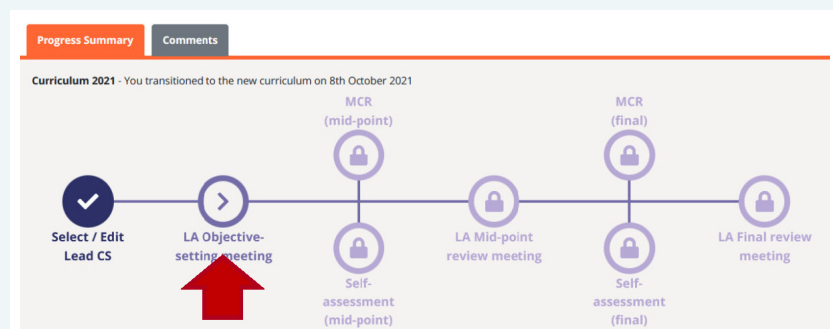 Progress Summary
Comments
Curriculum 2021 - You transitioned to the new curriculum on 8th October 2021
MCR
(mid-point)
MCR
(final)
Select / Edit
Lead CS
LA Objective-
setting meeting
LA Mid-point
review meeting
LA Final review
meeting
Self-
assessment
(mid-point)
Self-
assessment
(final)